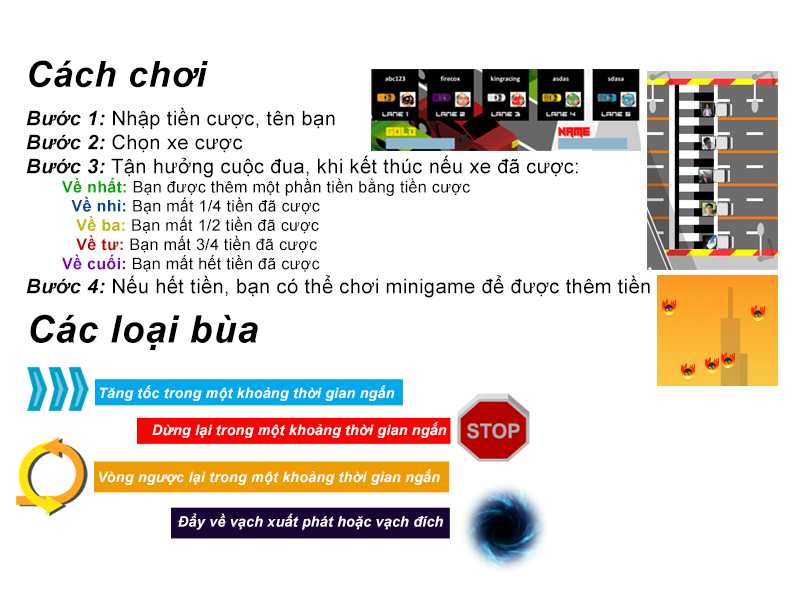 Cách chơi
abc123 firecox kingracing asdas sdasa
LANE 1 LANE 2 LANE 3 LANE 4 LANE 5
GOLD NAME
Bước 1: Nhập tiền cược, tên bạn
Bước 2: Chọn xe cược
Bước 3: Tận hưởng cuộc đua, khi kết thúc nếu xe đã cược:
Về nhất: Bạn được thêm một phần tiền bằng tiền cược
Về nhì: Bạn mất 1/4 tiền đã cược
Về ba: Bạn mất 1/2 tiền đã cược
Về tư: Bạn mất 3/4 tiền đã cược
Về cuối: Bạn mất hết tiền đã cược
Bước 4: Nếu hết tiền, bạn có thể chơi minigame để được thêm tiền
Các loại bùa
Tăng tốc trong một khoảng thời gian ngắn
Dừng lại trong một khoảng thời gian ngắn
STOP
Vòng ngược lại trong một khoảng thời gian ngắn
Đẩy về vạch xuất phát hoặc vạch đích